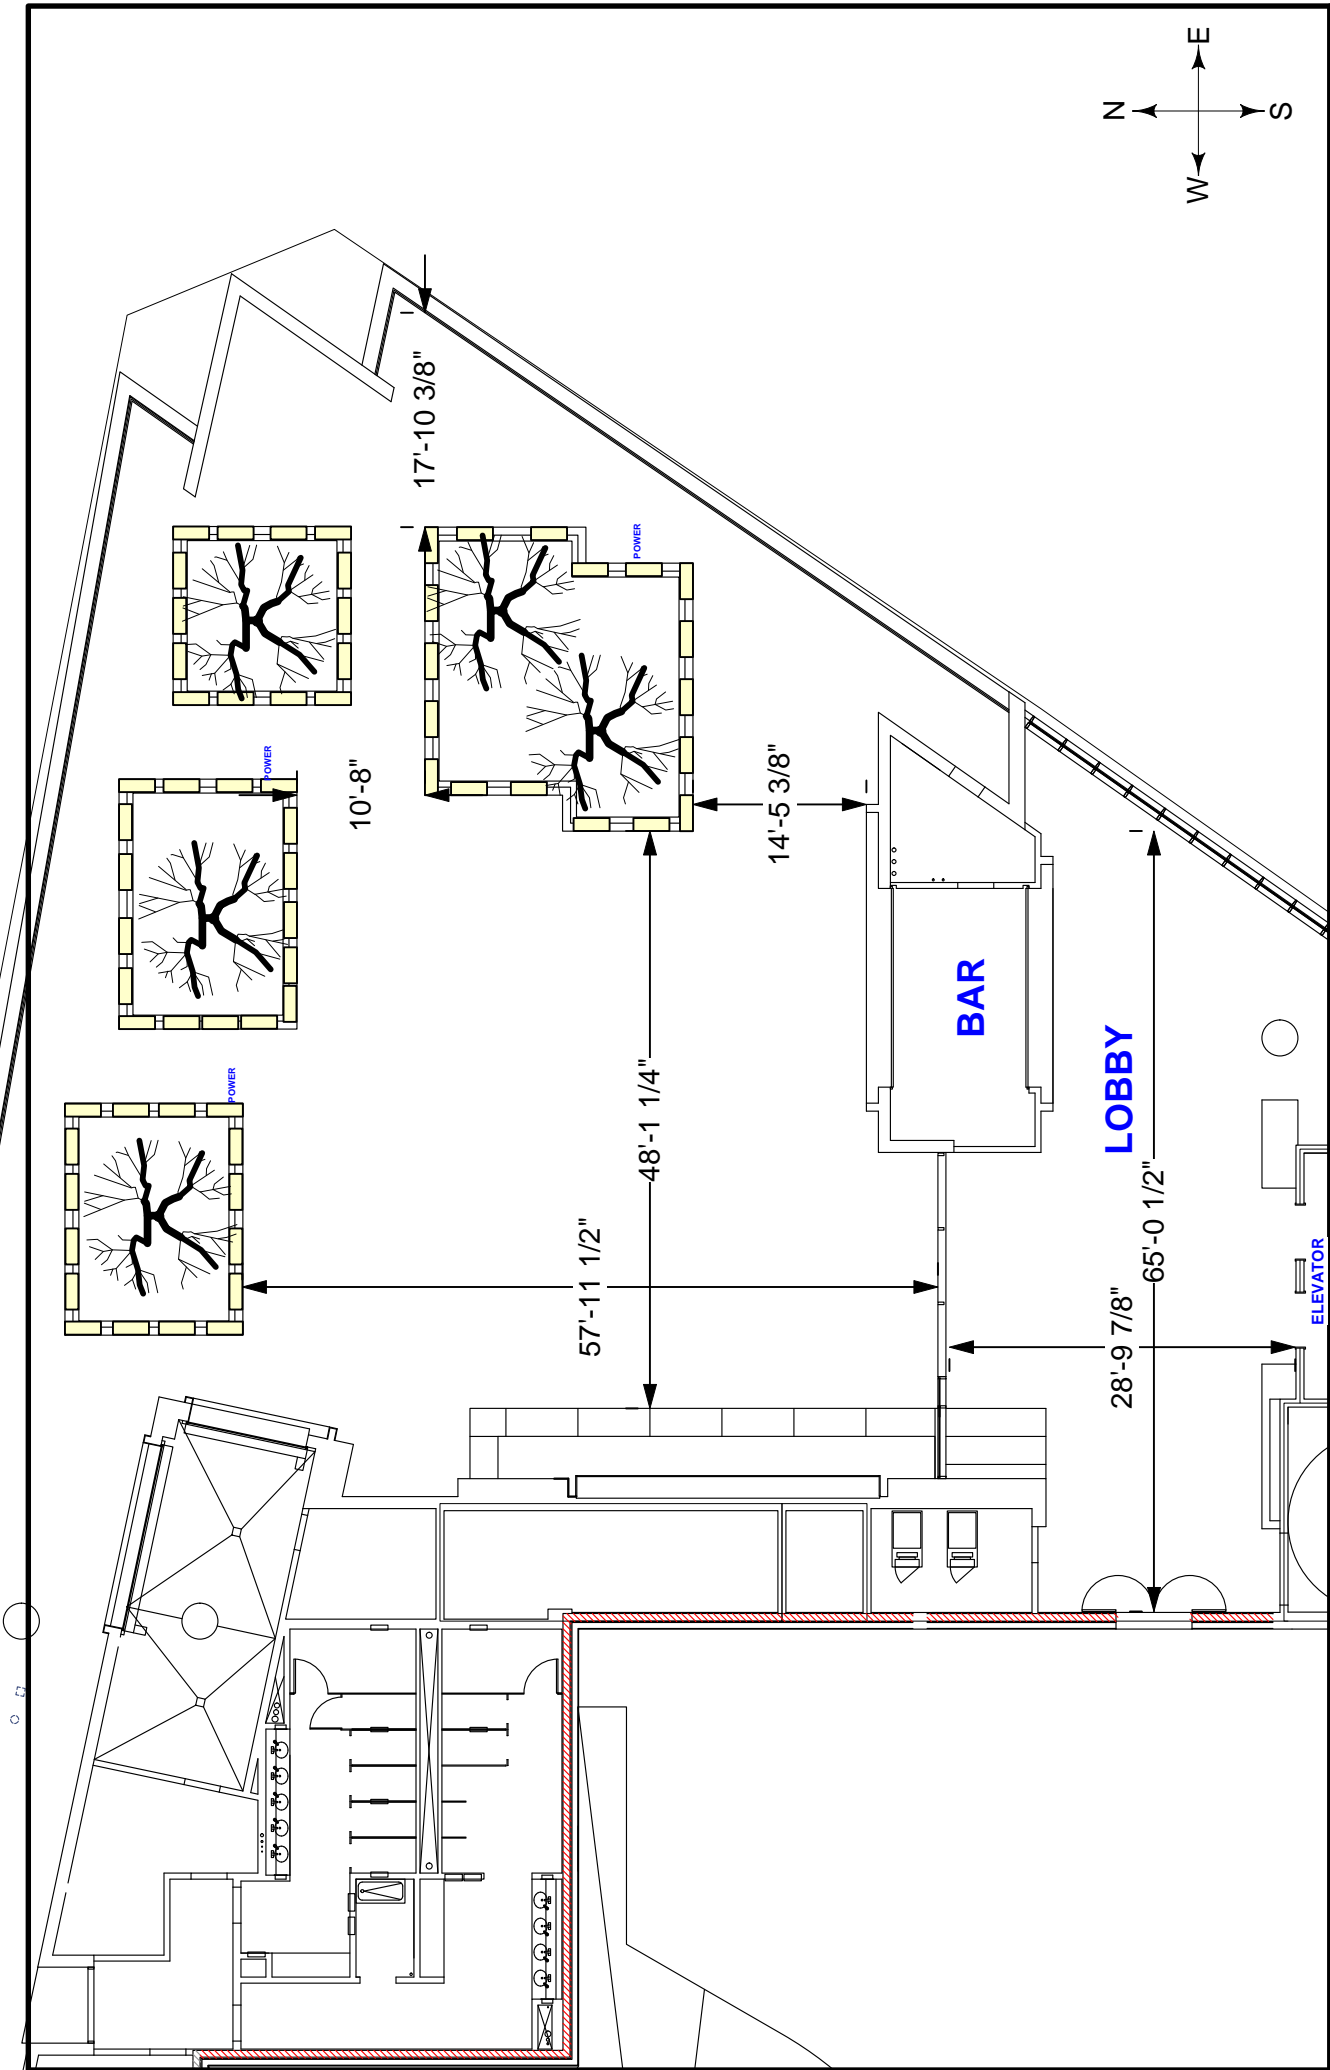 E
N
S
W
17'-10 3/8"
POWER
POWER
10'-8"
14'-5 3/8"
BAR
LOBBY
48'-1 1/4"
POWER
65'-0 1/2"
57'-11 1/2"
28'-9 7/8"
ELEVATOR